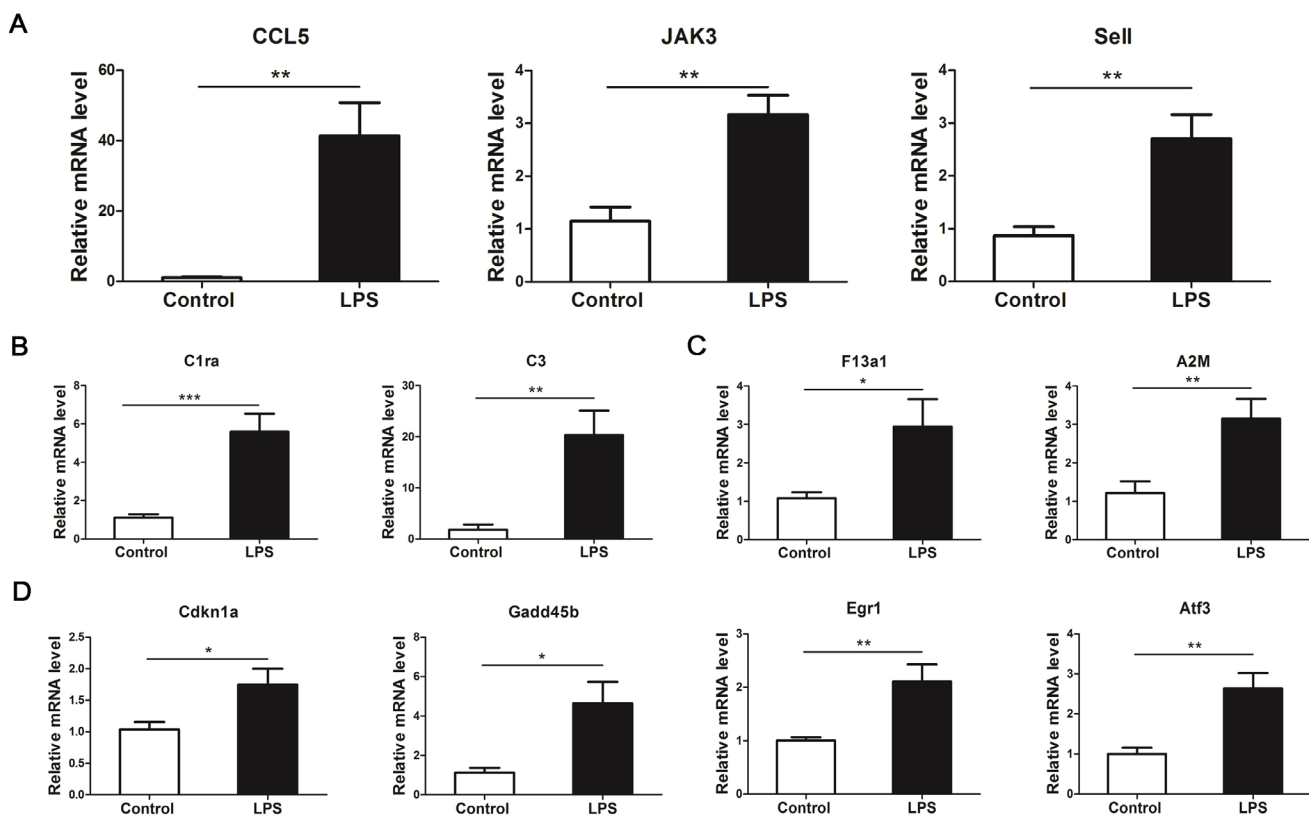 A
CCL5
JAK3
Sell
Relative mRNA level
60
40
20
0
**
Control
LPS
Relative mRNA level
4
3
2
1
0
**
Control
LPS
Relative mRNA level
4
3
2
1
0
**
Control
LPS
B
C1ra
Relative mRNA level
8
6
4
2
0
***
Control
LPS
C3
Relative mRNA level
30
20
10
0
**
Control
LPS
C
F13a1
Relative mRNA level
4
3
2
1
0
*
Control
LPS
A2M
Relative mRNA level
4
3
2
1
0
**
Control
LPS
D
Cdkn1a
Relative mRNA level
2.5
2.0
1.5
1.0
0.5
0.0
*
Control
LPS
Gadd45b
Relative mRNA level
8
6
4
2
0
*
Control
LPS
Egr1
Relative mRNA level
3
2
1
0
**
Control
LPS
Atf3
Relative mRNA level
4
3
2
1
0
**
Control
LPS